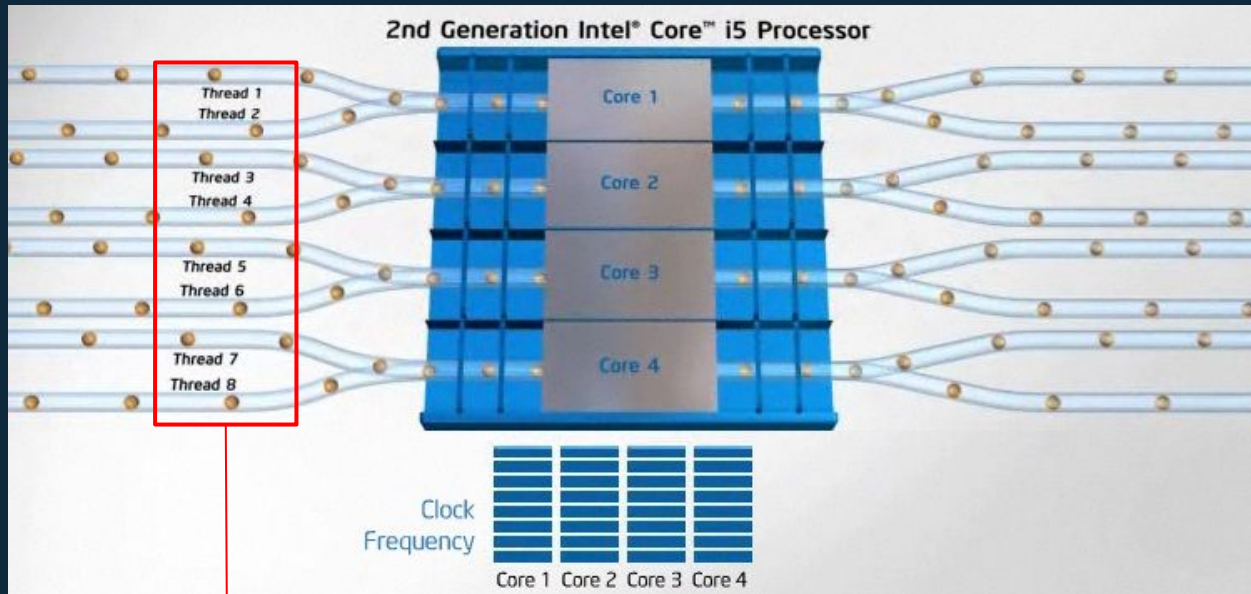 2nd Generation Intel® Core™ i5 Processor
Thread 1
Thread 2
Thread 3
Thread 4
Thread 5
Thread 6
Thread 7
Thread 8
Core 1
Core 2
Core 3
Core 4
Clock
Frequency
Core 1 Core 2 Core 3 Core 4